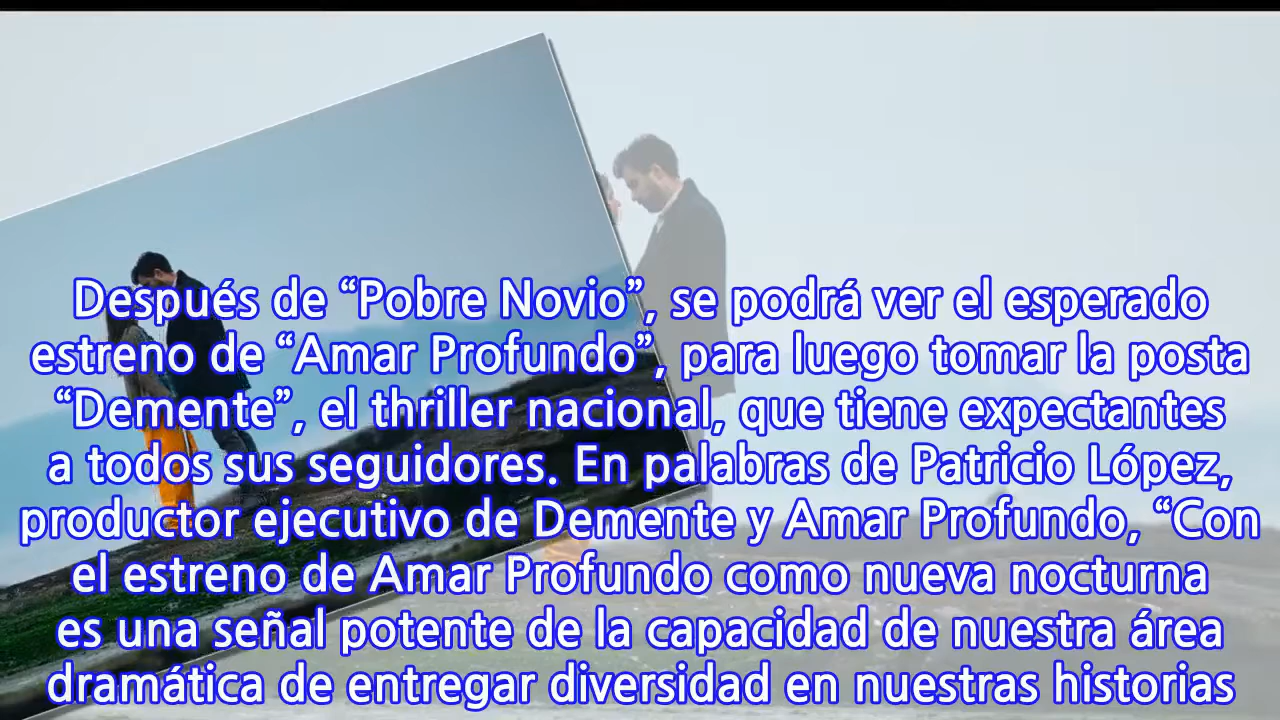 Después de “Pobre Novio”, se podrá ver el esperado
estreno de “Amar Profundo”, para luego tomar la posta
“Demente”, el thriller nacional, que tiene expectantes
a todos sus seguidores. En palabras de Patricio López,
productor ejecutivo de Demente y Amar Profundo, “Con
el estreno de Amar Profundo como nueva nocturna
es una señal potente de la capacidad de nuestra área
dramática de entregar diversidad en nuestras historias